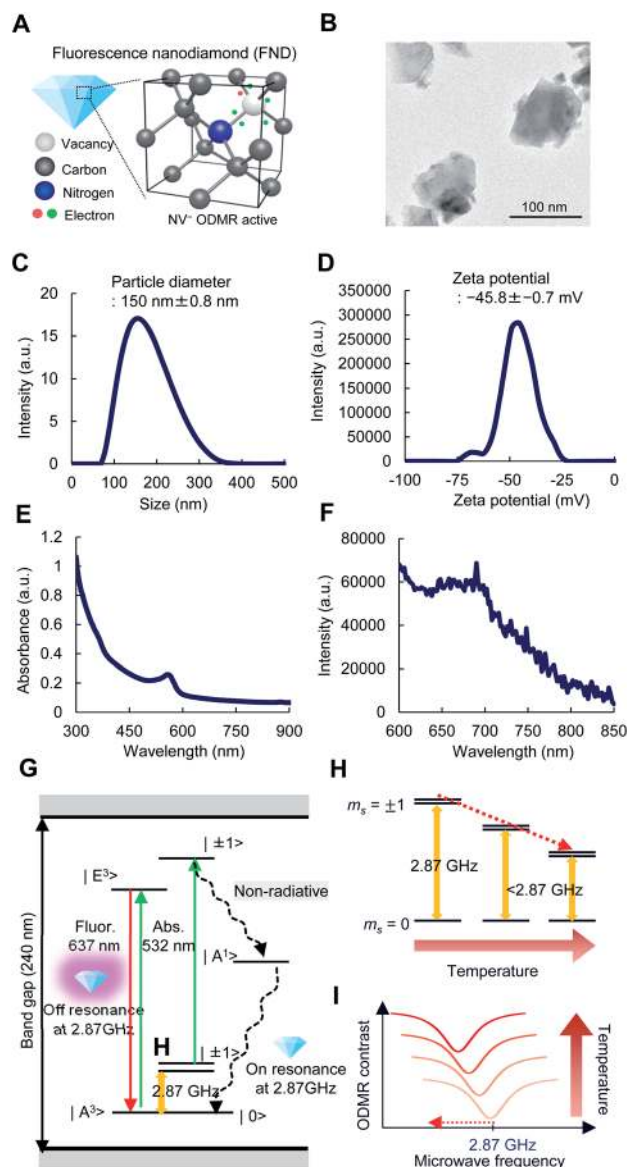 A
Fluorescence nanodiamond (FND)
Vacancy
Carbon
Nitrogen
Electron
NV⁻ ODMR active
B
100 nm
C
Particle diameter
: 150 nm±0.8 nm
20
15
10
5
0
0 100 200 300 400 500
Intensity (a.u.)
Size (nm)
D
Zeta potential
: −45.8±−0.7 mV
350000
300000
250000
200000
150000
100000
50000
0
-100 -75 -50 -25 0
Intensity (a.u.)
Zeta potential (mV)
E
1.2
1
0.8
0.6
0.4
0.2
0
300 450 600 750 900
Absorbance (a.u.)
Wavelength (nm)
F
80000
60000
40000
20000
0
600 650 700 750 800 850
Intensity (a.u.)
Wavelength (nm)
G
Band gap (240 nm)
| ±1>
| E³>
Non-radiative
Fluor.
637 nm
Abs.
532 nm
| A¹>
Off resonance
at 2.87GHz
H
| ±1>
2.87 GHz
On resonance
at 2.87GHz
| A³>
| 0>
H
mₛ = ±1
2.87 GHz
<2.87 GHz
mₛ = 0
Temperature
I
ODMR contrast
Temperature
2.87 GHz
Microwave frequency